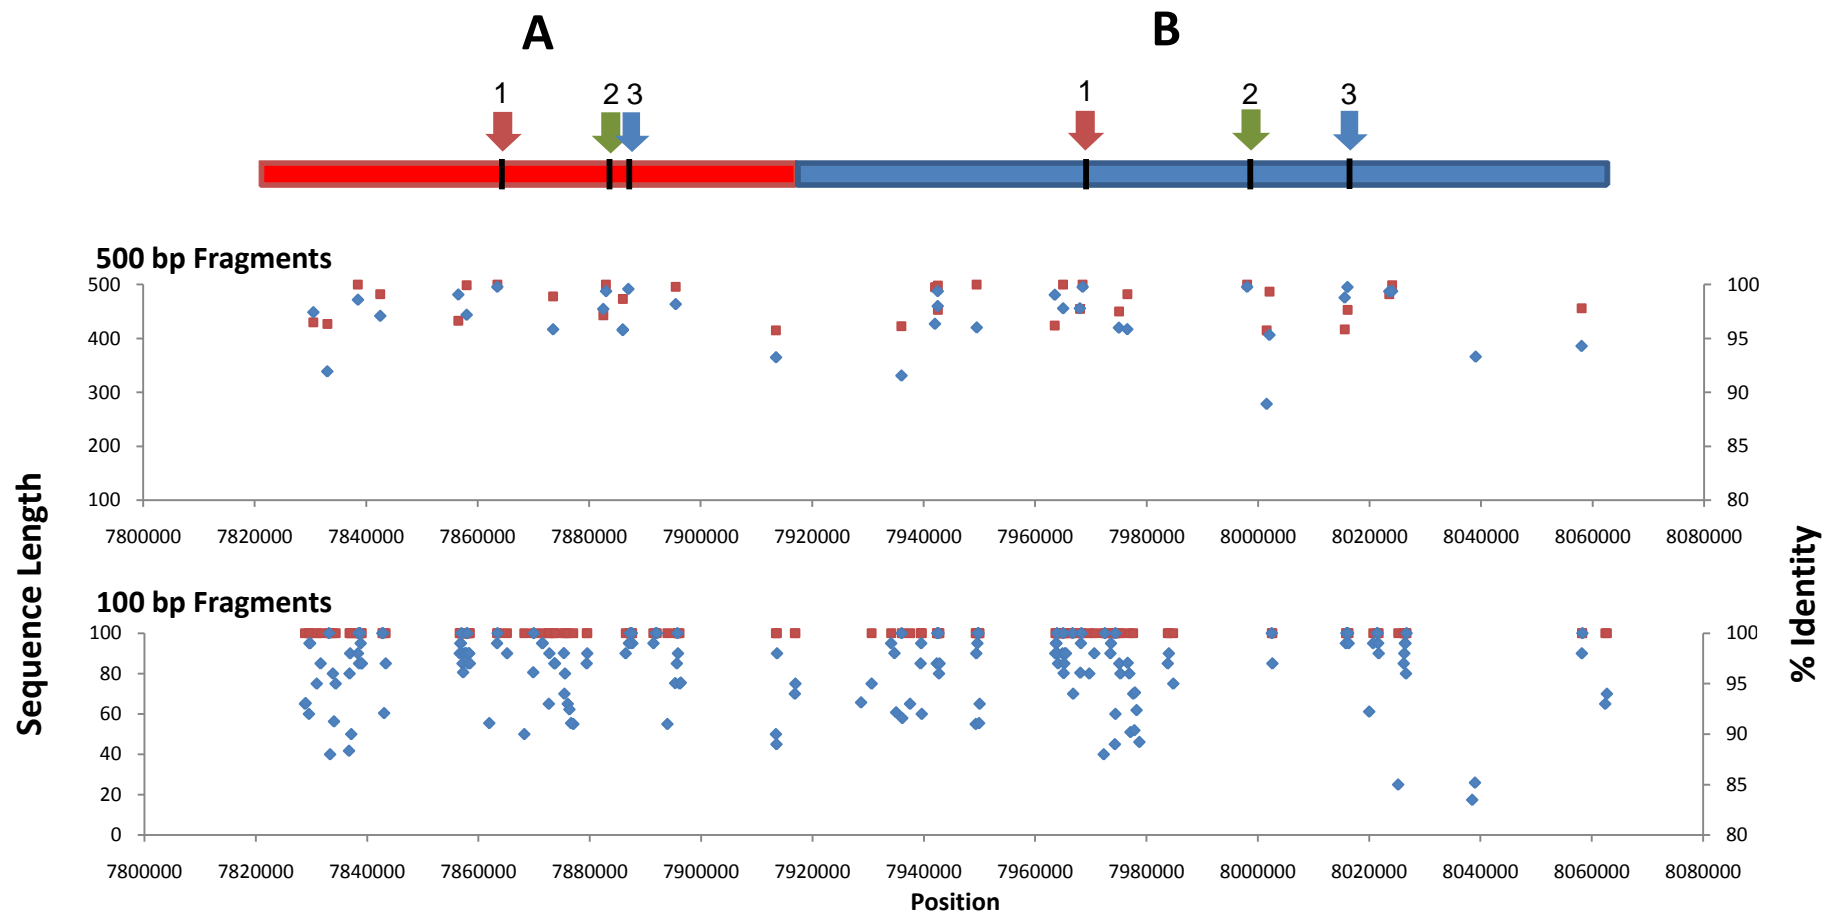 A B
1 2 3 1 2 3
500 bp Fragments
500 100
400 95
300 90
200 85
100 80
7800000 7820000 7840000 7860000 7880000 7900000 7920000 7940000 7960000 7980000 8000000 8020000 8040000 8060000 8080000
Sequence Length
% Identity
100 bp Fragments
100 100
80 95
60 90
40
20 85
0 80
7800000 7820000 7840000 7860000 7880000 7900000 7920000 7940000 7960000 7980000 8000000 8020000 8040000 8060000 8080000
Position